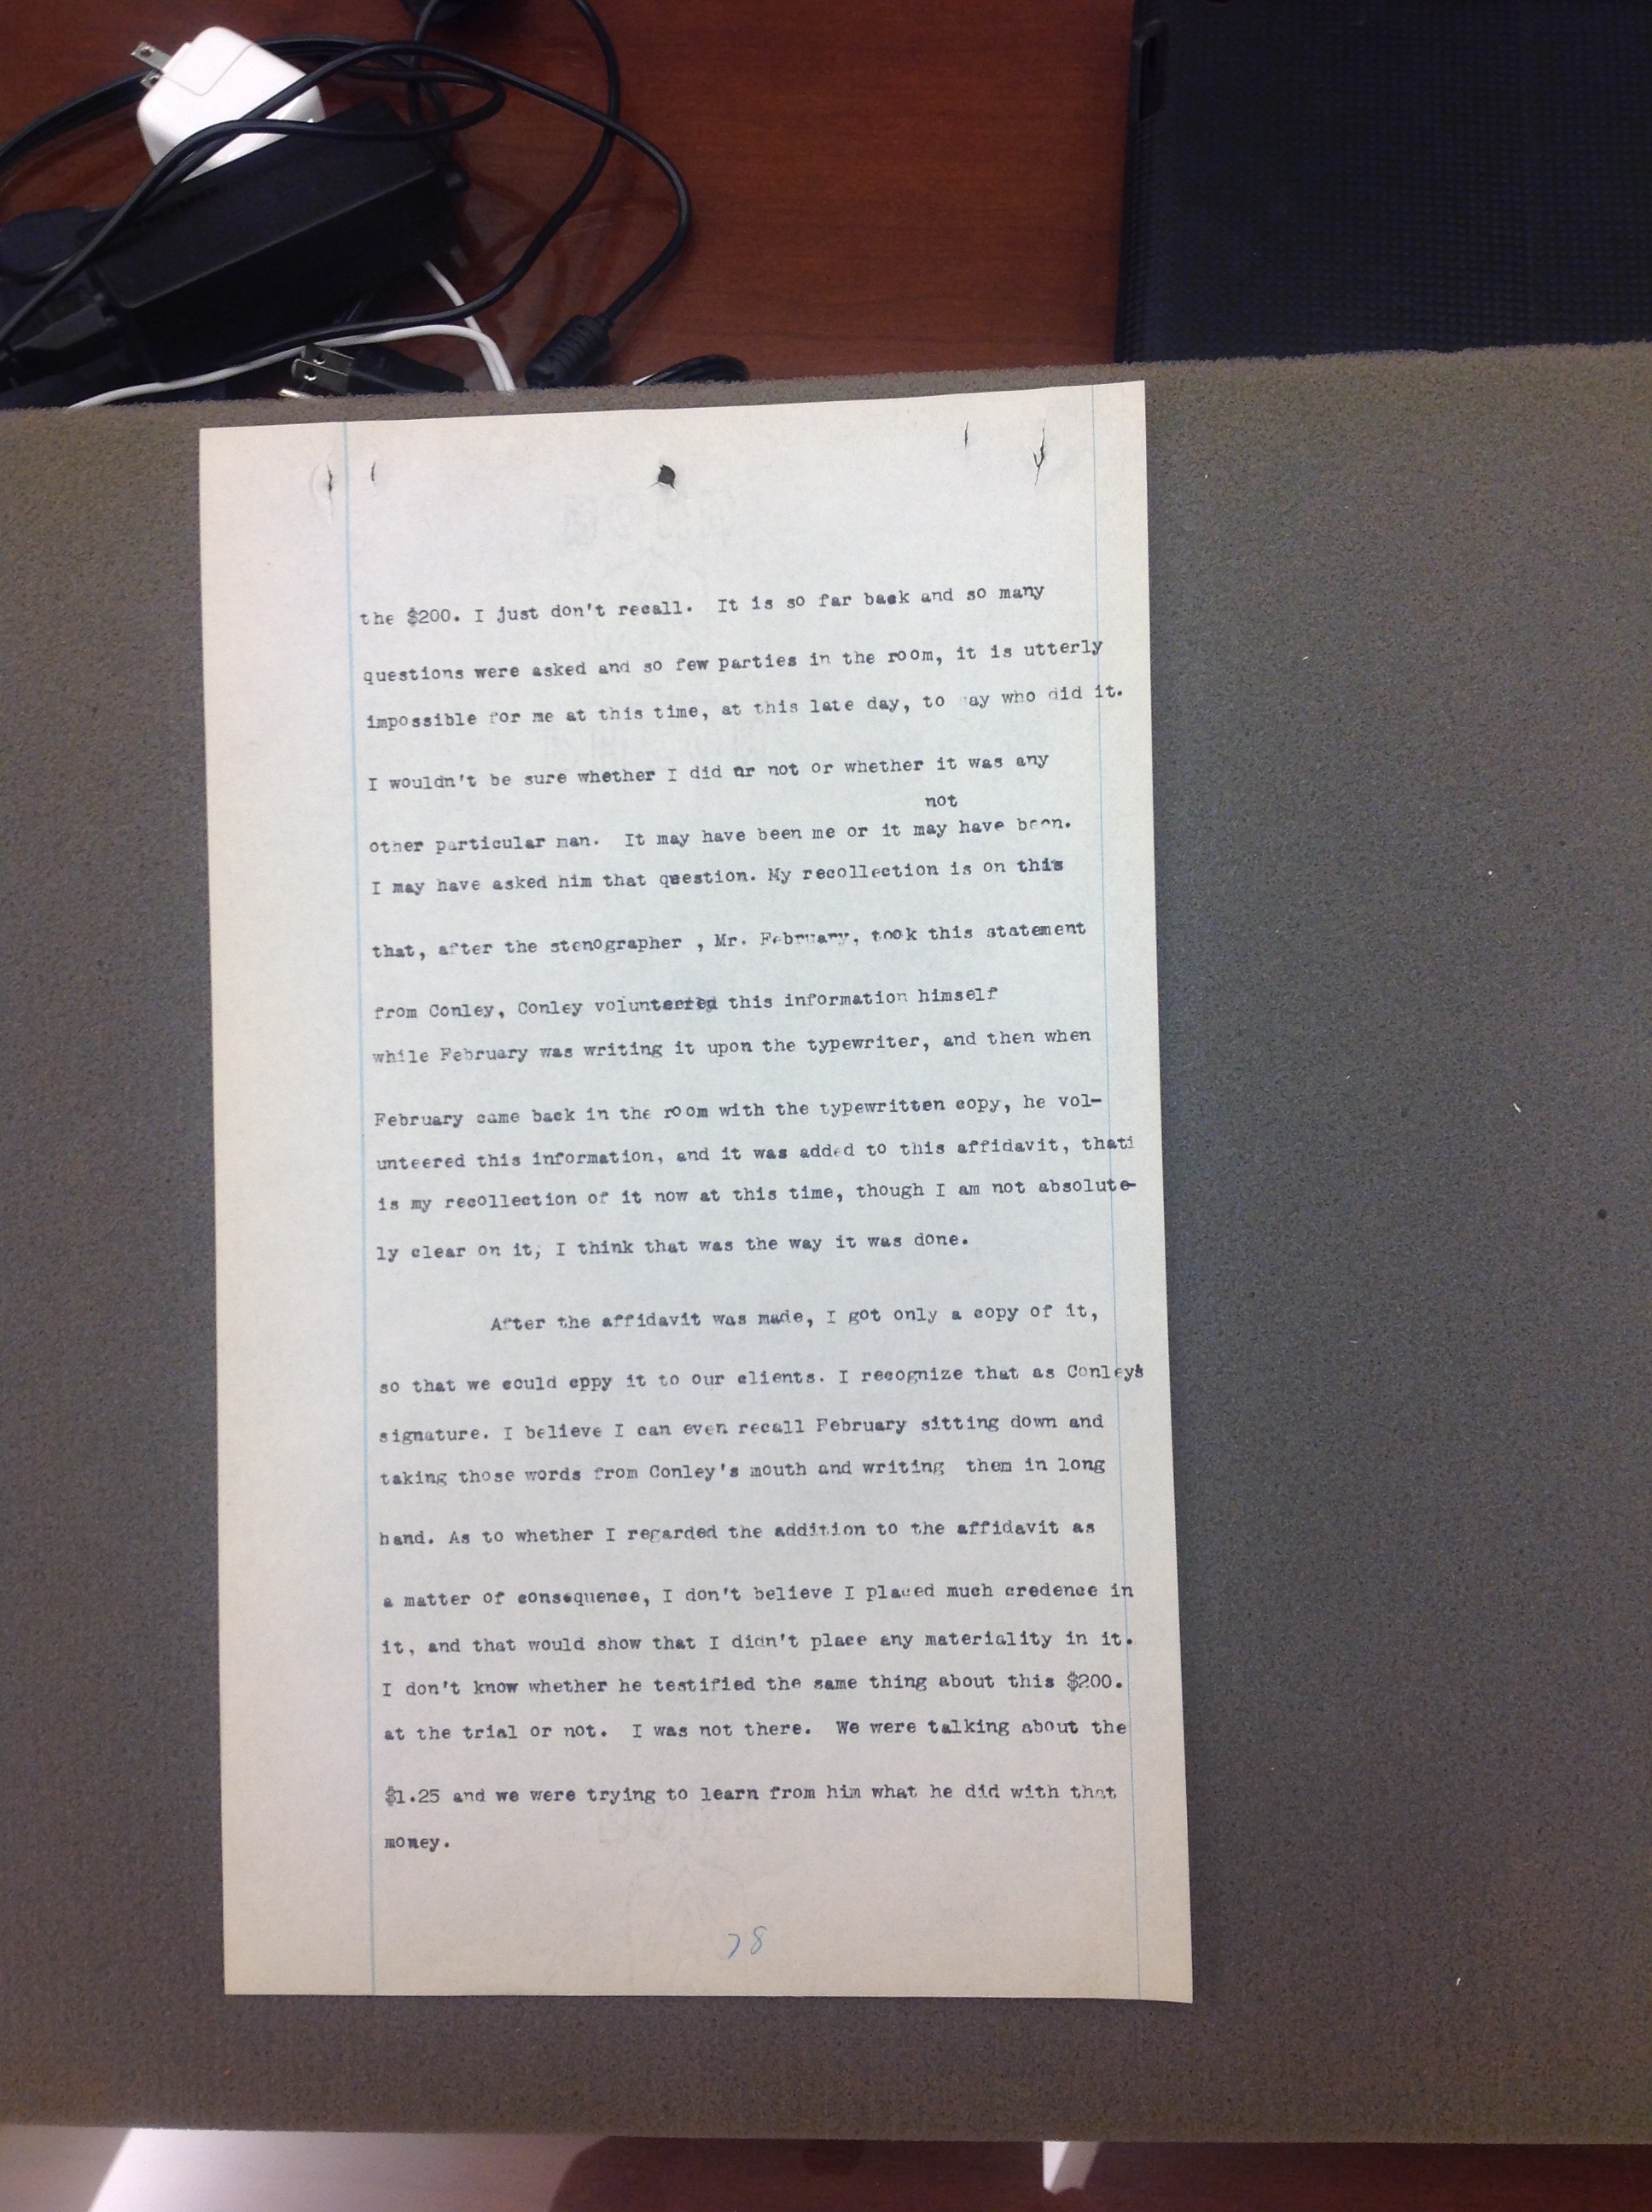 the $200. I just don't recall.  It is so far back and so many
questions were asked and so few parties in the room, it is utterly
impossible for me at this time, at this late day, to say who did it.
I wouldn't be sure whether I did or not or whether it was any
not
other particular man.  It may have been me or it may have been.
I may have asked him that question. My recollection is on this
that, after the stenographer , Mr. February, took this statement
from Conley, Conley volunteered this information himself
while February was writing it upon the typewriter, and then when
February came back in the room with the typewritten copy, he vol-
unteered this information, and it was added to this affidavit, thati
is my recollection of it now at this time, though I am not absolute-
ly clear on it, I think that was the way it was done.
After the affidavit was made, I got only a copy of it,
so that we could cppy it to our clients. I recognize that as Conley's
signature. I believe I can even recall February sitting down and
taking those words from Conley's mouth and writing  them in long
hand. As to whether I regarded the addition to the affidavit as
a matter of consequence, I don't believe I placed much credence in
it, and that would show that I didn't place any materiality in it.
I don't know whether he testified the same thing about this $200.
at the trial or not.  I was not there.  We were talking about the
$1.25 and we were trying to learn from him what he did with that
money.
78